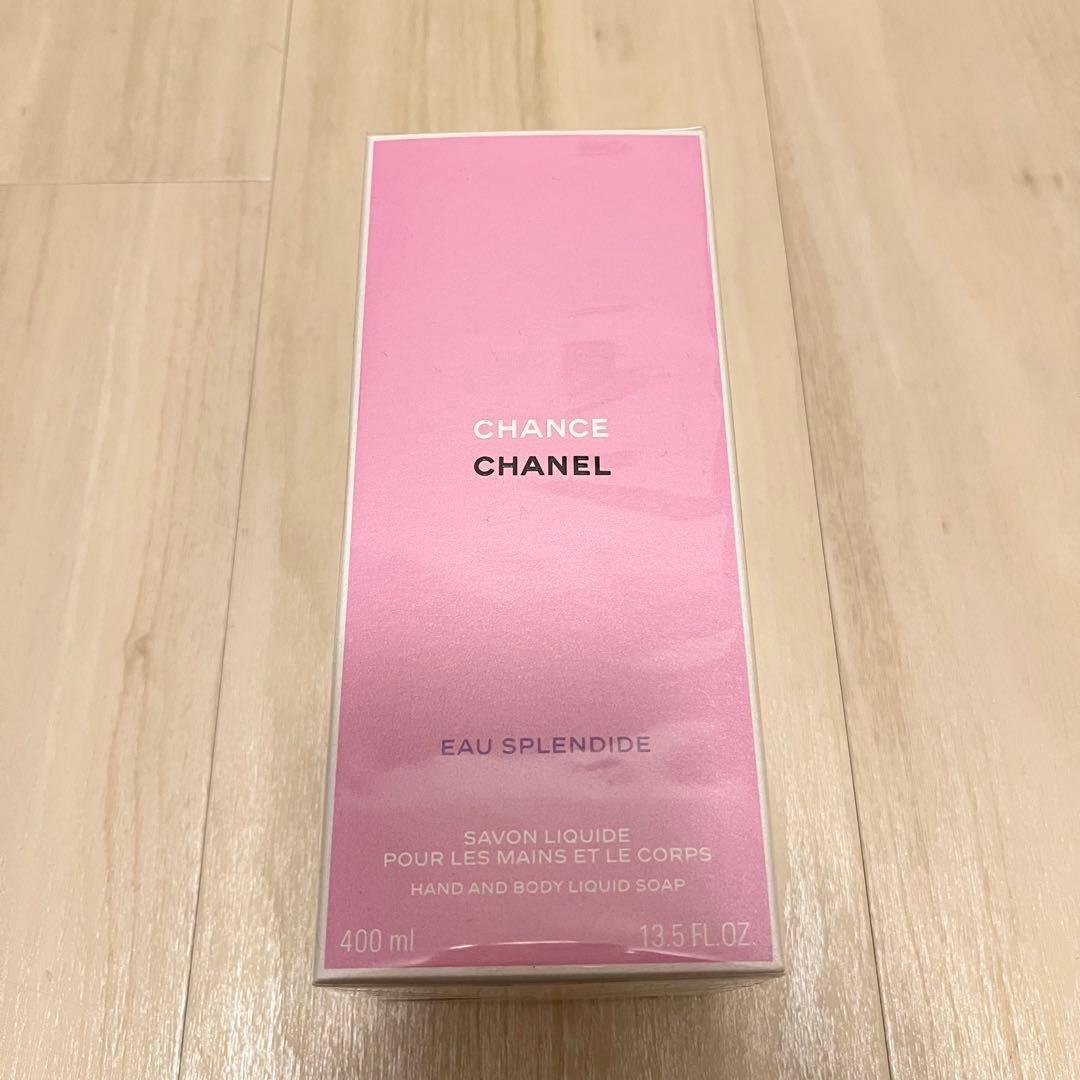 CHANCE
CHANEL
EAU SPLENDIDE
SAVON LIQUIDE
POUR LES MAINS ET LE CORPS
HAND AND BODY LIQUID SOAP
400 ml 13.5 FL.OZ.